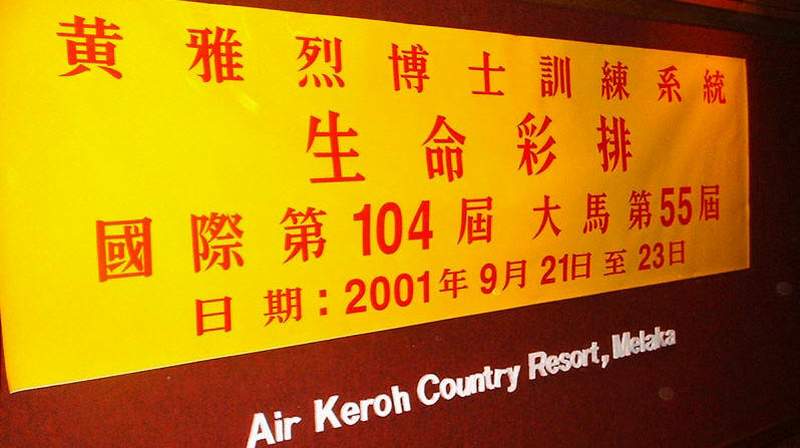 黄雅烈博士訓練系統
生命彩排
國際第104屆 大馬第55屆
日期：2001年9月21日至23日
Air Keroh Country Resort, Melaka